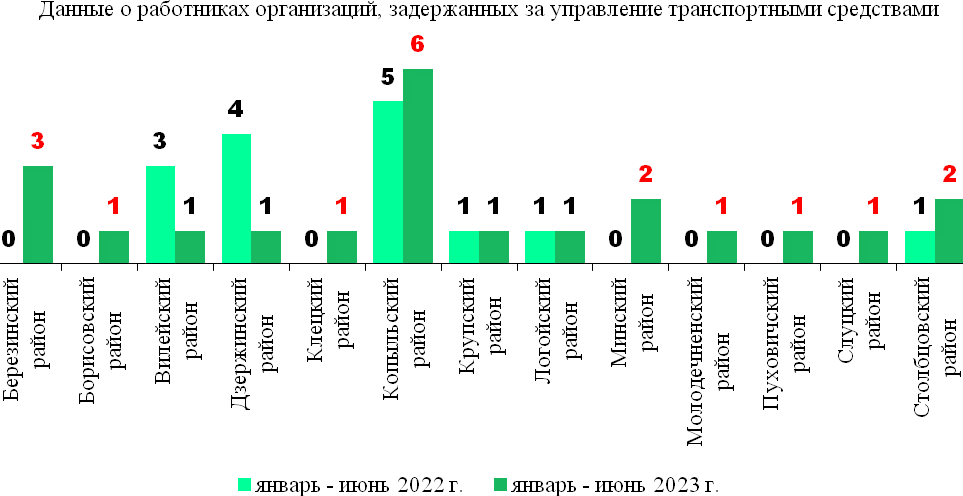 Данные о работниках организаций, задержанных за управление транспортными средствами
0 3
0 1
3 1
4 1
0 1
5 6
1 1
1 1
0 2
0 1
0 1
0 1
1 2
Березинский
район
Борисовский
район
Вилейский
район
Дзержинский
район
Клецкий
район
Копыльский
район
Крупский
район
Логойский
район
Минский
район
Молодечненский
район
Пуховичский
район
Слуцкий
район
Столбцовский
район
январь - июнь 2022 г.
январь - июнь 2023 г.